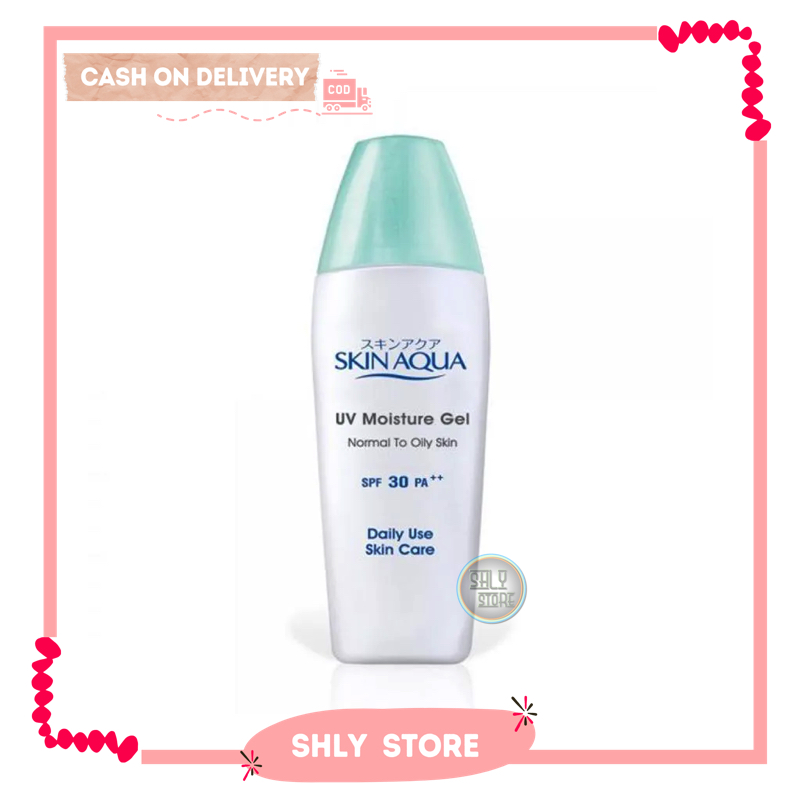 CASH ON DELIVERY
COD
スキンアクア
SKIN AQUA
UV Moisture Gel
Normal To Oily Skin
SPF 30 PA++
Daily Use
Skin Care
SHLY
STORE
SHLY STORE